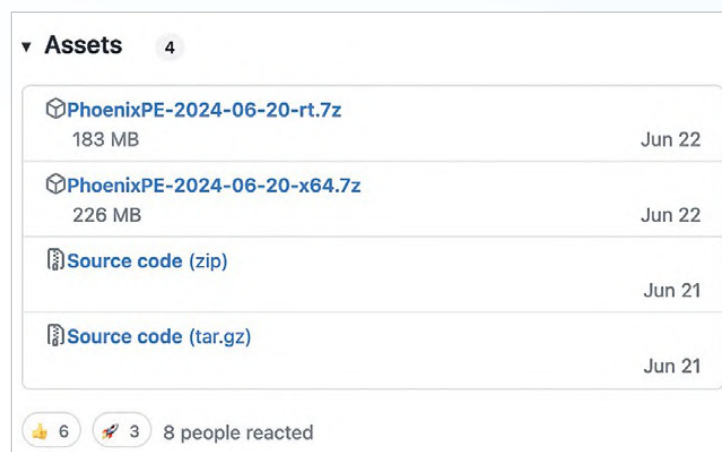 ▼ Assets 4
PhoenixPE-2024-06-20-rt.7z
183 MB Jun 22
PhoenixPE-2024-06-20-x64.7z
226 MB Jun 22
Source code (zip)
Jun 21
Source code (tar.gz)
Jun 21
👍 6 🚀 3 8 people reacted